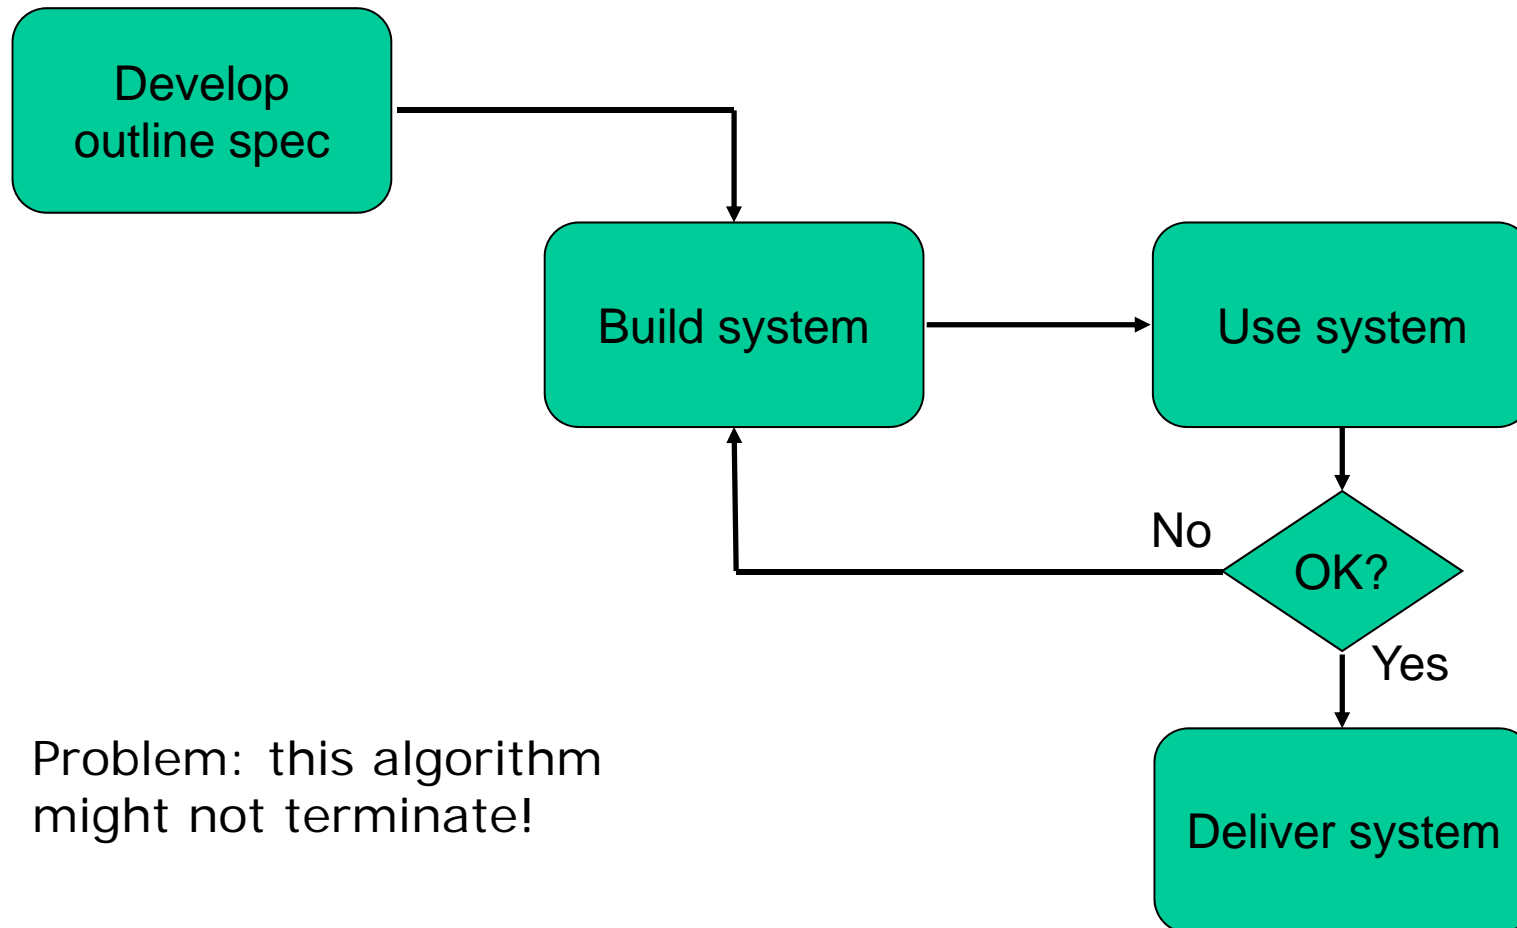 Develop
outline spec
Build system
Use system
No
OK?
Yes
Problem: this algorithm
might not terminate!
Deliver system